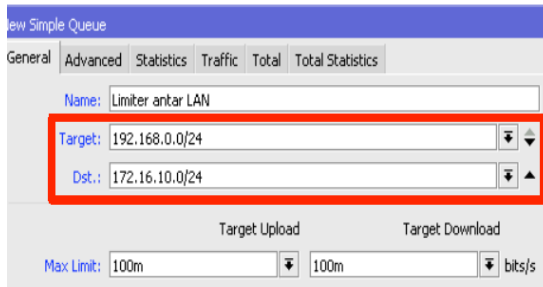 ew Simple Queue
General Advanced Statistics Traffic Total Total Statistics
Name: Limiter antar LAN
Target: 192.168.0.0/24
Dst.: 172.16.10.0/24
Target Upload Target Download
Max Limit: 100m 100m bits/s